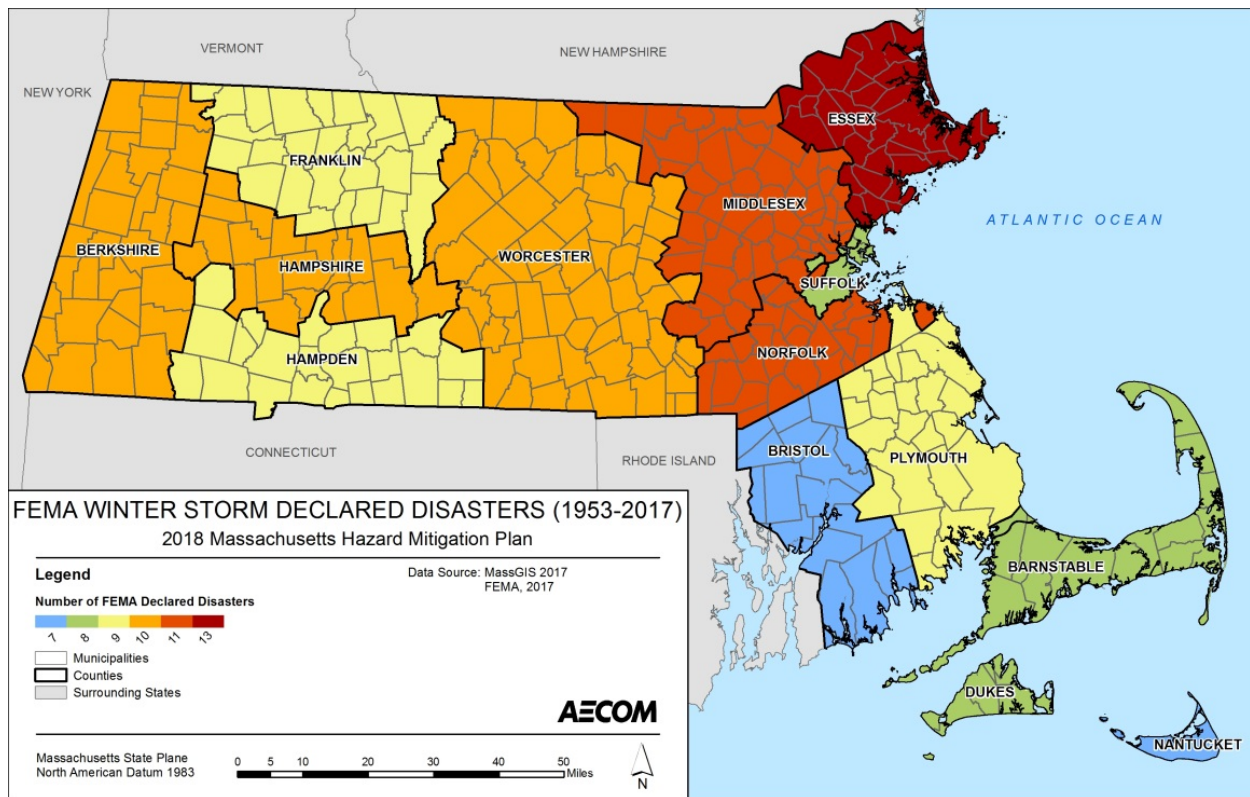 VERMONT
NEW HAMPSHIRE
NEW YORK
ESSEX
FRANKLIN
MIDDLESEX
ATLANTIC OCEAN
BERKSHIRE
HAMPSHIRE
WORCESTER
SUFFOLK
HAMPDEN
NORFOLK
CONNECTICUT
RHODE ISLAND
BRISTOL
PLYMOUTH
BARNSTABLE
DUKES
NANTUCKET
FEMA WINTER STORM DECLARED DISASTERS (1953-2017)
2018 Massachusetts Hazard Mitigation Plan
Legend
Data Source: MassGIS 2017
FEMA, 2017
Number of FEMA Declared Disasters
7 8 9 10 11 13
Municipalities
Counties
Surrounding States
AECOM
Massachusetts State Plane
North American Datum 1983
0 5 10 20 30 40 50
Miles
N